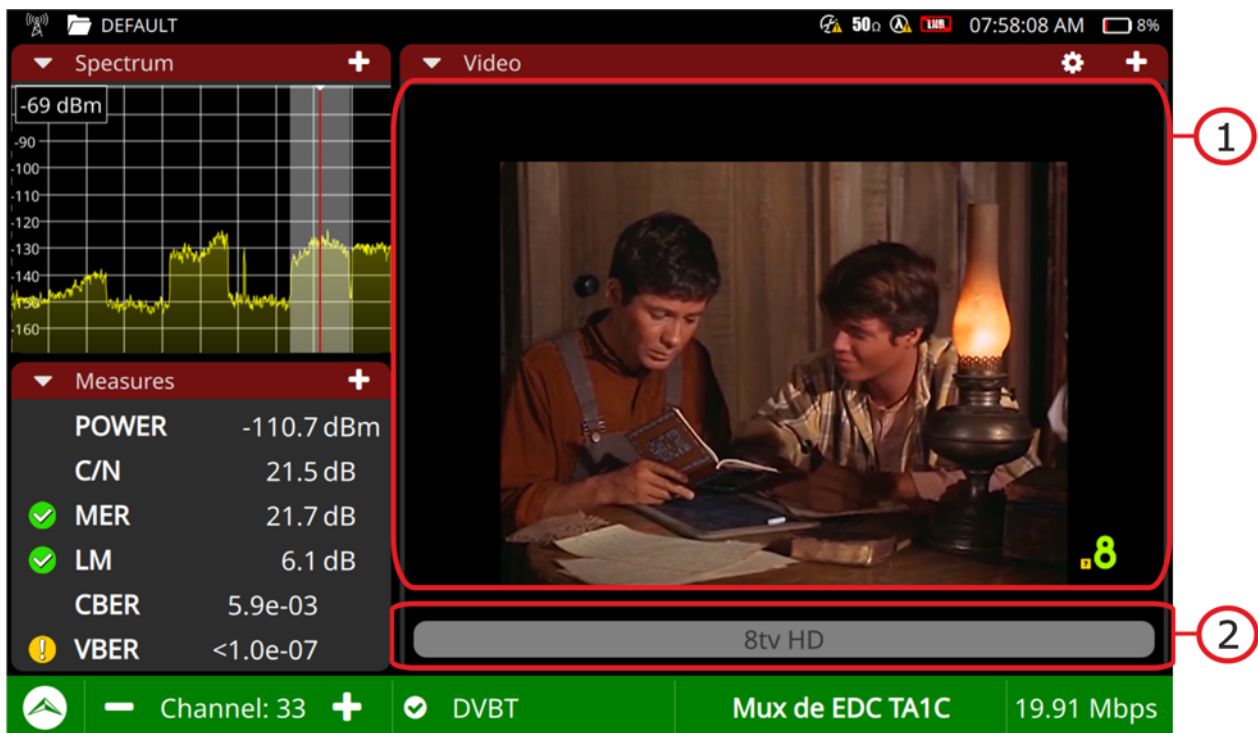 DEFAULT 50Ω LNB 07:58:08 AM 8%
Spectrum
-69 dBm
-90
-100
-110
-120
-130
-140
-150
-160
Measures
POWER -110.7 dBm
C/N 21.5 dB
MER 21.7 dB
LM 6.1 dB
CBER 5.9e-03
VBER <1.0e-07
Video
.8
8tv HD
1
2
Channel: 33 DVBT Mux de EDC TA1C 19.91 Mbps